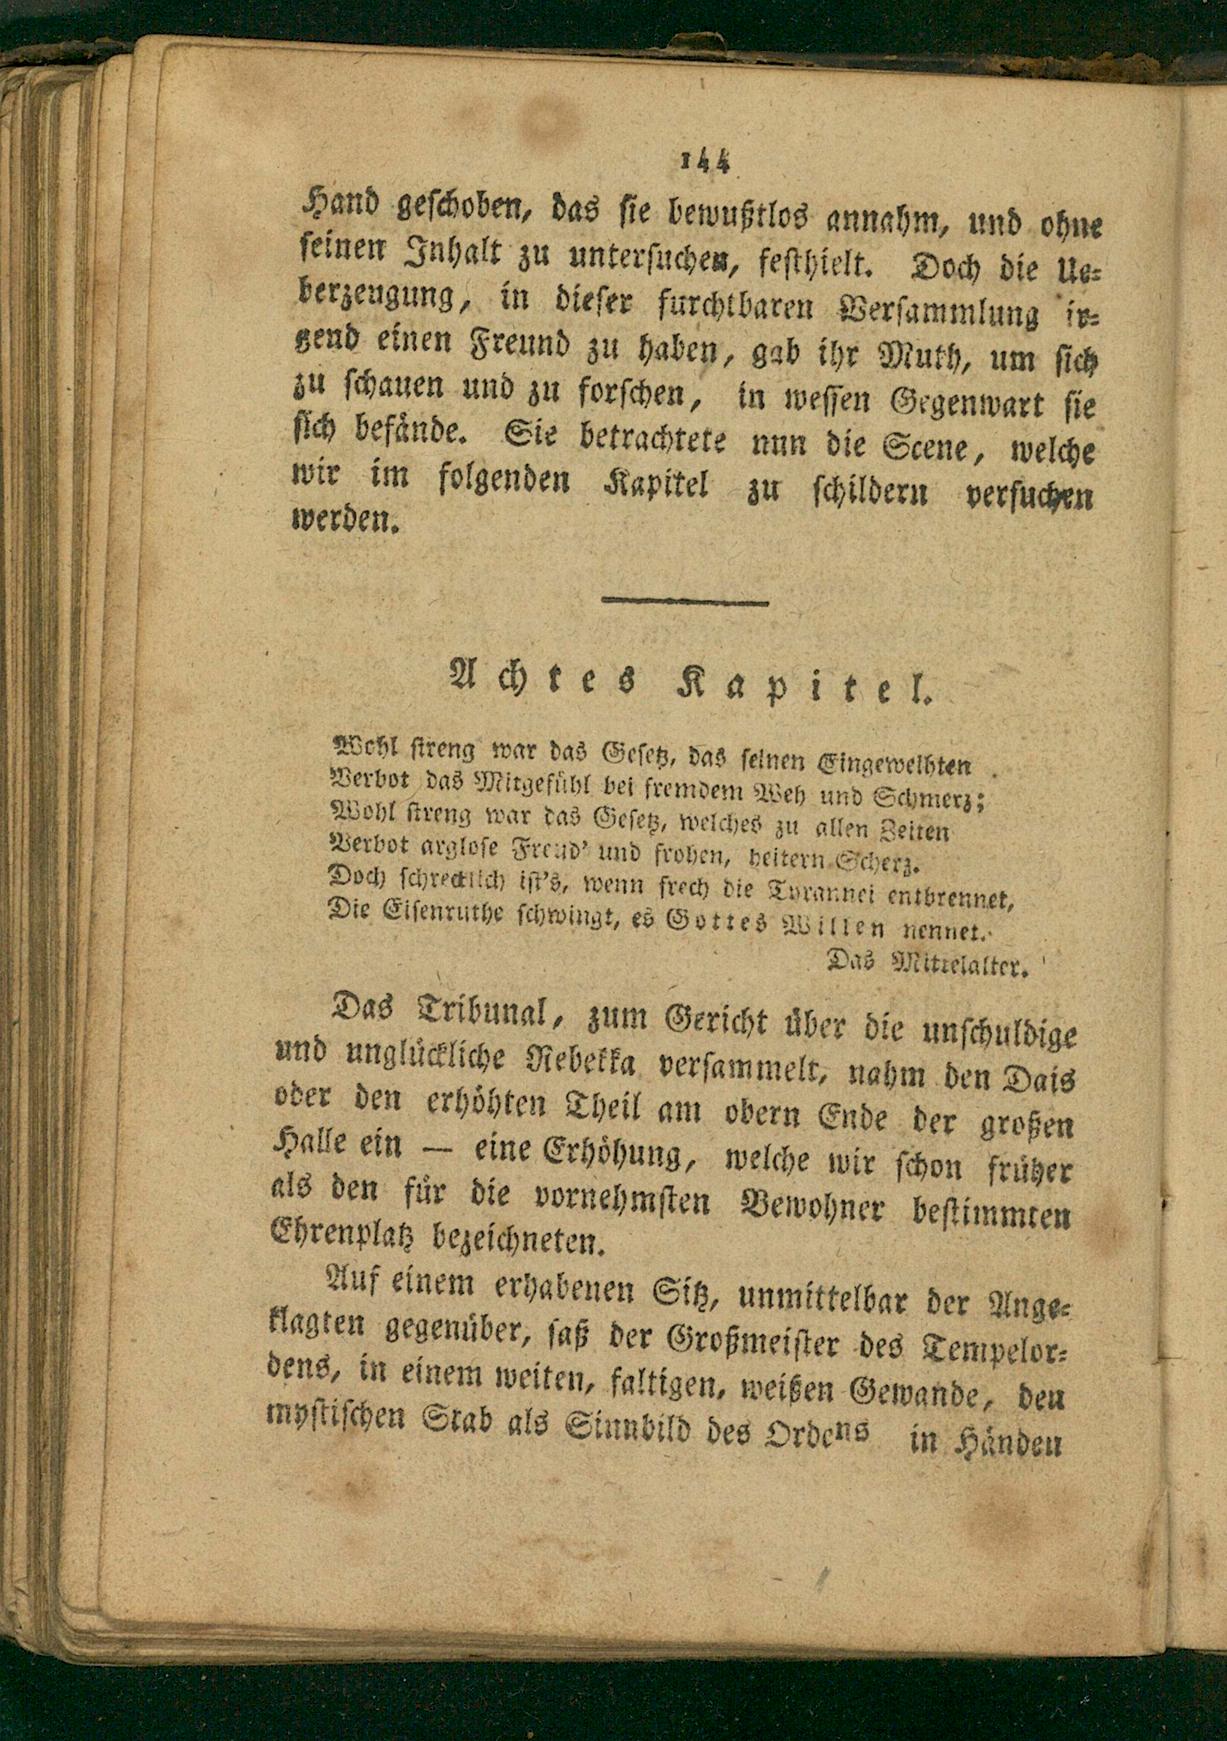 144
Hand geschoben, das sie bewußtlos annahm, und ohne
seinen Inhalt zu untersuchen, festhielt. Doch die Ue-
berzeugung, in dieser furchtbaren Versammlung ir-
gend einen Freund zu haben, gab ihr Muth, um sich
zu schauen und zu forschen, in wessen Gegenwart sie
sich befände. Sie betrachtete nun die Scene, welche
wir im folgenden Kapitel zu schildern versuchen
werden.
Achtes Kapitel.
Wohl streng war das Gesetz, das seinen Eingeweihten
Verbot das Mitgefühl bei fremdem Weh und Schmerz;
Wohl streng war das Gesetz, welches zu allen Zeiten
Verbot arglose Freud' und frohen, heitern Scherz.
Doch schrecklich ist's, wenn frech die Tyrannei entbrennet,
Die Eisenruthe schwingt, es Gottes Willen nennet.
Das Mittelalter.
Das Tribunal, zum Gericht über die unschuldige
und unglückliche Rebekka versammelt, nahm den Dais
oder den erhöhten Theil am obern Ende der großen
Halle ein — eine Erhöhung, welche wir schon früher
als den für die vornehmsten Bewohner bestimmten
Ehrenplatz bezeichneten.
Auf einem erhabenen Sitz, unmittelbar der Ange-
klagten gegenüber, saß der Großmeister des Tempelor-
dens, in einem weiten, faltigen, weißen Gewande, den
mystischen Stab als Sinnbild des Ordens in Händen